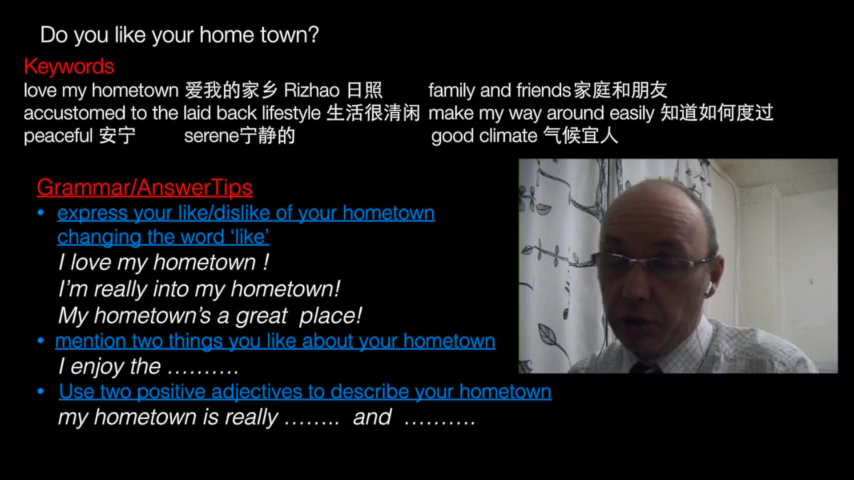 Do you like your home town?
Keywords
love my hometown 爱我的家乡 Rizhao 日照 family and friends家庭和朋友
accustomed to the laid back lifestyle 生活很清闲 make my way around easily 知道如何度过
peaceful 安宁 serene宁静的 good climate 气候宜人
Grammar/AnswerTips
• express your like/dislike of your hometown
changing the word ‘like’
I love my hometown !
I’m really into my hometown!
My hometown’s a great place!
• mention two things you like about your hometown
I enjoy the ……….
• Use two positive adjectives to describe your hometown
my hometown is really …….. and ……….